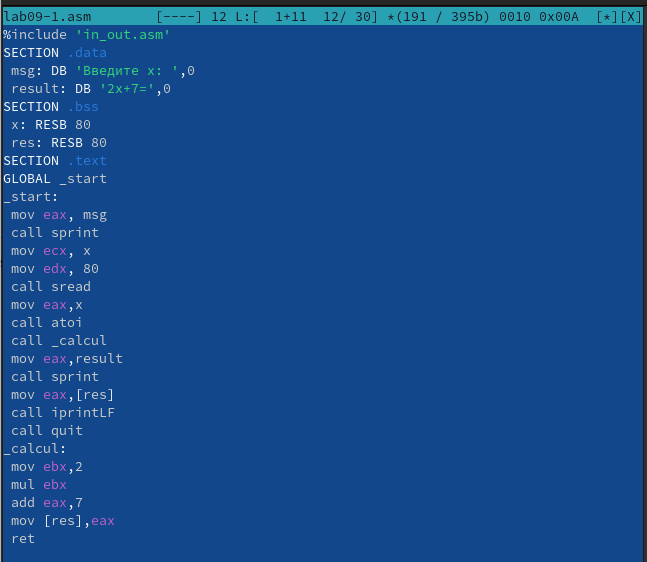 lab09-1.asm [----] 12 L:[ 1+11 12/ 30] *(191 / 395b) 0010 0x00A [*][X]
%include 'in_out.asm'
SECTION .data
msg: DB 'Введите x: ',0
result: DB '2x+7=',0
SECTION .bss
x: RESB 80
res: RESB 80
SECTION .text
GLOBAL _start
_start:
mov eax, msg
call sprint
mov ecx, x
mov edx, 80
call sread
mov eax,x
call atoi
call _calcul
mov eax,result
call sprint
mov eax,[res]
call iprintLF
call quit
_calcul:
mov ebx,2
mul ebx
add eax,7
mov [res],eax
ret